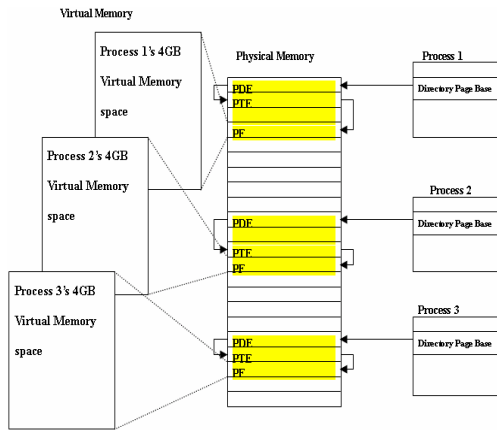 Virtual Memory
Process 1's 4GB
Virtual Memory
space
Process 2's 4GB
Virtual Memory
space
Process 3's 4GB
Virtual Memory
space
Physical Memory
PDE
PTE
PF
PDE
PTE
PF
PDE
PTE
PF
Process 1
Directory Page Base
Process 2
Directory Page Base
Process 3
Directory Page Base